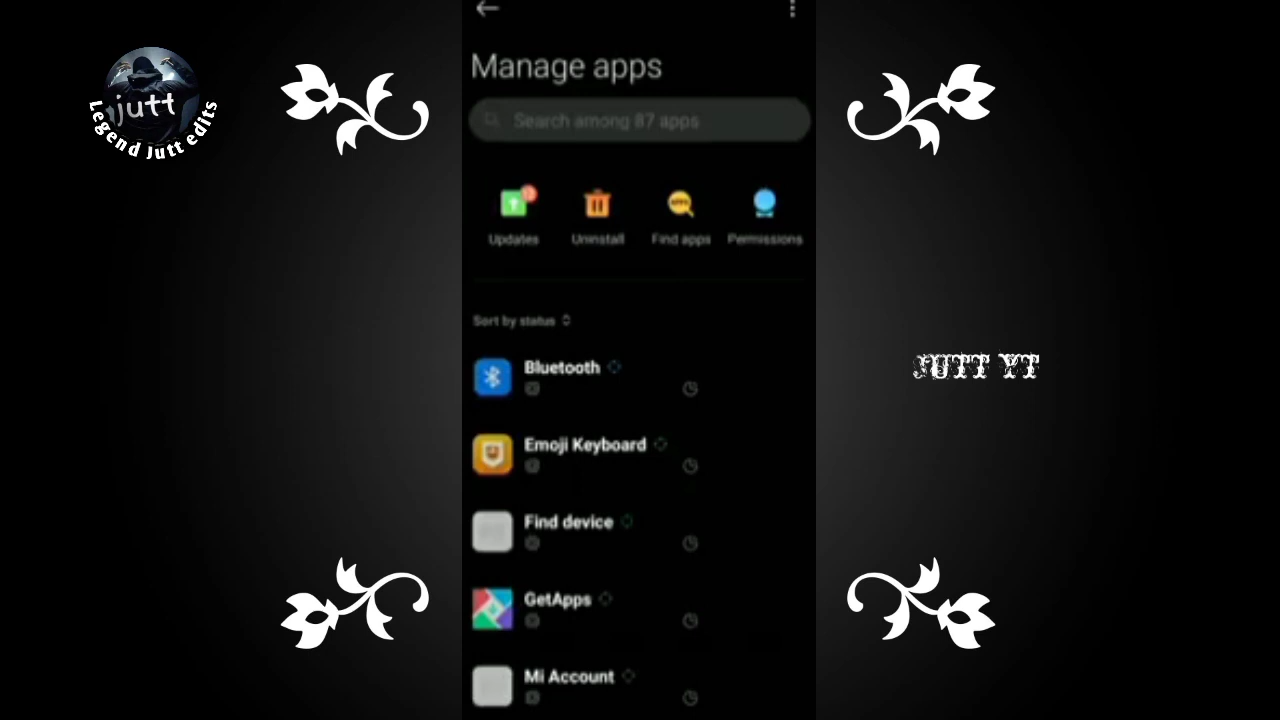 jutt
Legend Jutt edits
Manage apps
Search among 87 apps
Updates
Uninstall
Find apps
Permissions
Sort by status
Bluetooth
Emoji Keyboard
Find device
GetApps
Mi Account
JUTT YT